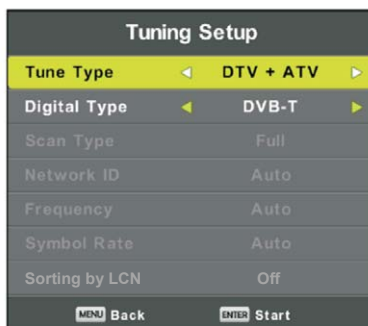 Tuning Setup
Tune Type DTV + ATV
Digital Type DVB-T
Scan Type Full
Network ID Auto
Frequency Auto
Symbol Rate Auto
Sorting by LCN Off
MENU Back ENTER Start